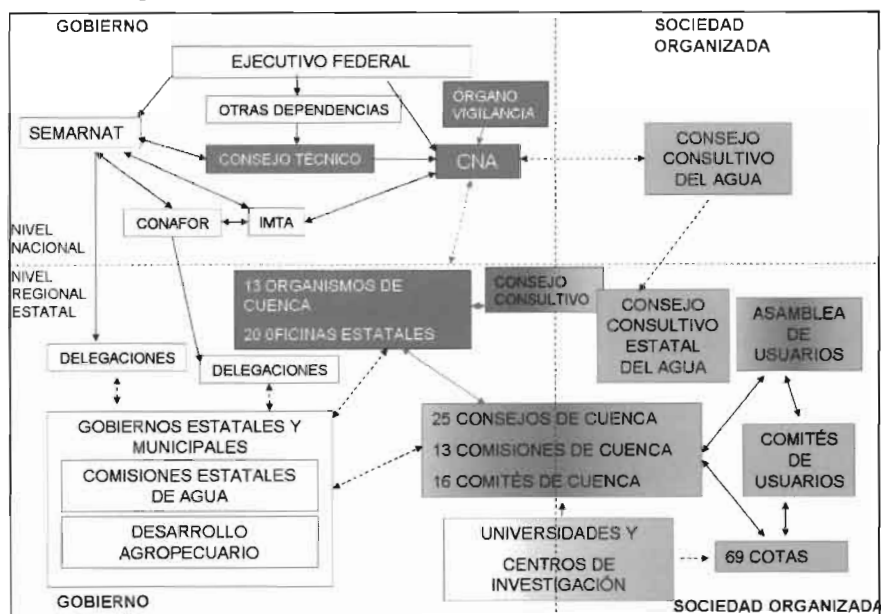 GOBIERNO
SOCIEDAD
ORGANIZADA
EJECUTIVO FEDERAL
OTRAS DEPENDENCIAS
ÓRGANO
VIGILANCIA
SEMARNAT
CONSEJO TÉCNICO
CNA
CONSEJO
CONSULTIVO
DEL AGUA
CONAFOR
IMTA
NIVEL
NACIONAL
NIVEL
REGIONAL
ESTATAL
13 ORGANISMOS DE
CUENCA
20 OFICINAS ESTATALES
CONSEJO
CONSULTIVO
CONSEJO
CONSULTIVO
ESTATAL
DEL AGUA
ASAMBLEA
DE
USUARIOS
DELEGACIONES
DELEGACIONES
GOBIERNOS ESTATALES Y
MUNICIPALES
COMISIONES ESTATALES
DE AGUA
DESARROLLO
AGROPECUARIO
25 CONSEJOS DE CUENCA
13 COMISIONES DE CUENCA
16 COMITÉS DE CUENCA
COMITÉS
DE
USUARIOS
UNIVERSIDADES Y
CENTROS DE
INVESTIGACIÓN
69 COTAS
GOBIERNO
SOCIEDAD ORGANIZADA